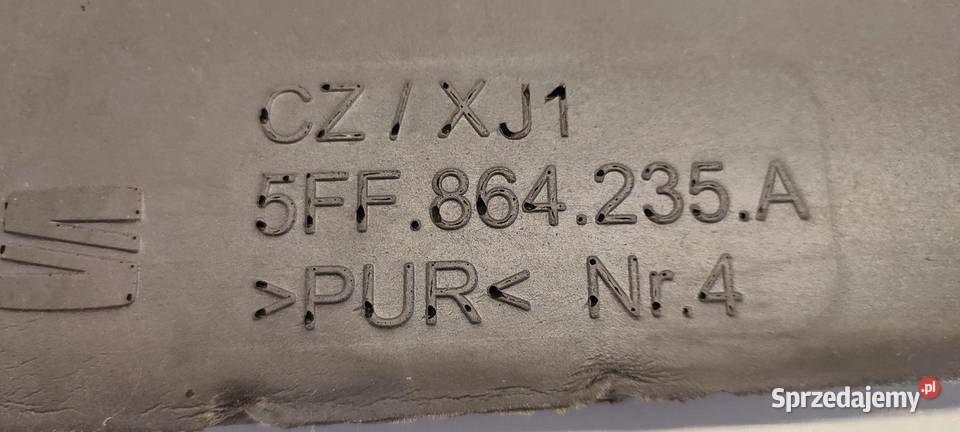 CZ / XJ1
5FF.864.235.A
>PUR< Nr.4
Sprzedajemy.pl